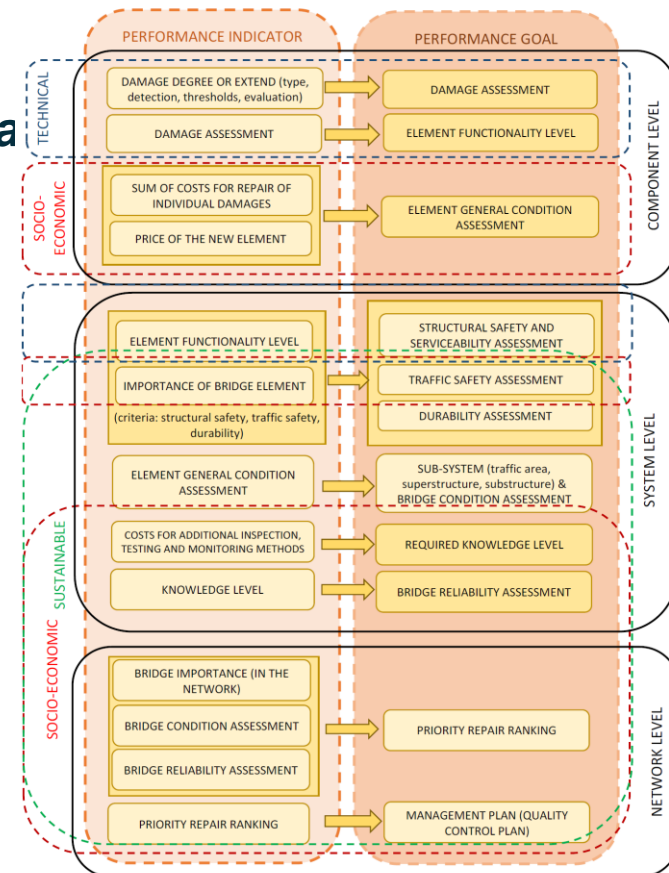 PERFORMANCE INDICATOR
PERFORMANCE GOAL
TECHNICAL
DAMAGE DEGREE OR EXTEND (type,
detection, thresholds, evaluation)
DAMAGE ASSESSMENT
DAMAGE ASSESSMENT
ELEMENT FUNCTIONALITY LEVEL
COMPONENT LEVEL
a
SOCIO-
ECONOMIC
SUM OF COSTS FOR REPAIR OF
INDIVIDUAL DAMAGES
PRICE OF THE NEW ELEMENT
ELEMENT GENERAL CONDITION
ASSESSMENT
ELEMENT FUNCTIONALITY LEVEL
IMPORTANCE OF BRIDGE ELEMENT
(criteria: structural safety, traffic safety,
durability)
STRUCTURAL SAFETY AND
SERVICEABILITY ASSESSMENT
TRAFFIC SAFETY ASSESSMENT
DURABILITY ASSESSMENT
SYSTEM LEVEL
ELEMENT GENERAL CONDITION
ASSESSMENT
SUB-SYSTEM (traffic area,
superstructure, substructure) &
BRIDGE CONDITION ASSESSMENT
SUSTAINABLE
COSTS FOR ADDITIONAL INSPECTION,
TESTING AND MONITORING METHODS
REQUIRED KNOWLEDGE LEVEL
KNOWLEDGE LEVEL
BRIDGE RELIABILITY ASSESSMENT
SOCIO-ECONOMIC
BRIDGE IMPORTANCE (IN THE
NETWORK)
BRIDGE CONDITION ASSESSMENT
BRIDGE RELIABILITY ASSESSMENT
PRIORITY REPAIR RANKING
NETWORK LEVEL
PRIORITY REPAIR RANKING
MANAGEMENT PLAN (QUALITY
CONTROL PLAN)